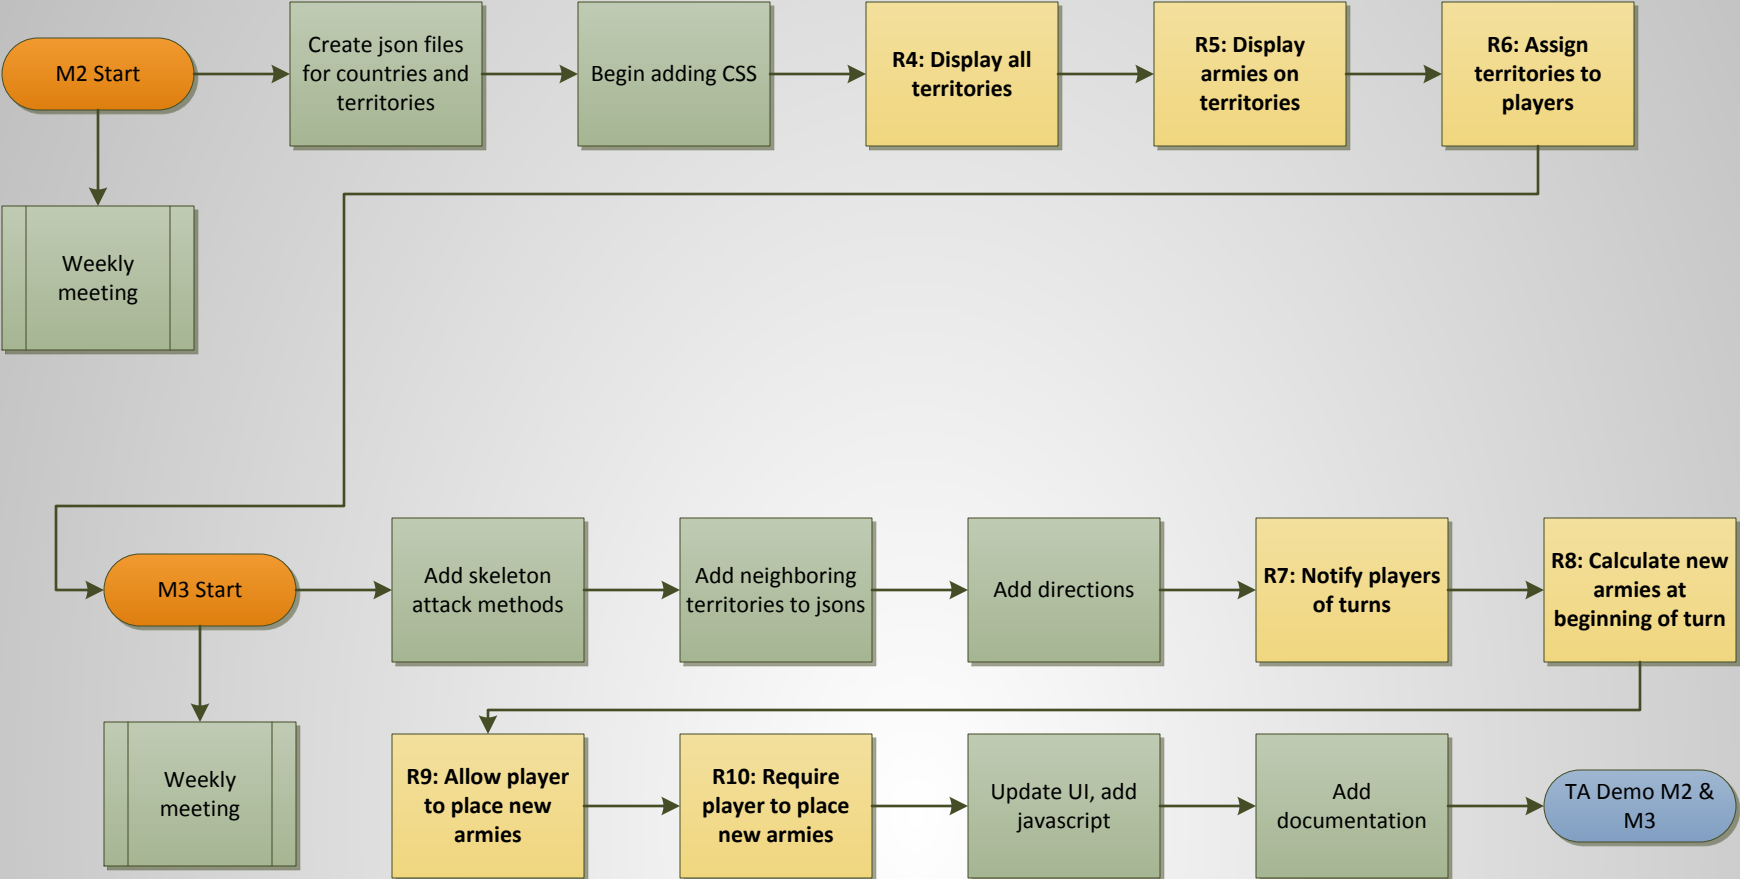 M2 Start
Create json files
for countries and
territories
Begin adding CSS
R4: Display all
territories
R5: Display
armies on
territories
R6: Assign
territories to
players
Weekly
meeting
M3 Start
Add skeleton
attack methods
Add neighboring
territories to jsons
Add directions
R7: Notify players
of turns
R8: Calculate new
armies at
beginning of turn
Weekly
meeting
R9: Allow player
to place new
armies
R10: Require
player to place
new armies
Update UI, add
javascript
Add
documentation
TA Demo M2 &
M3